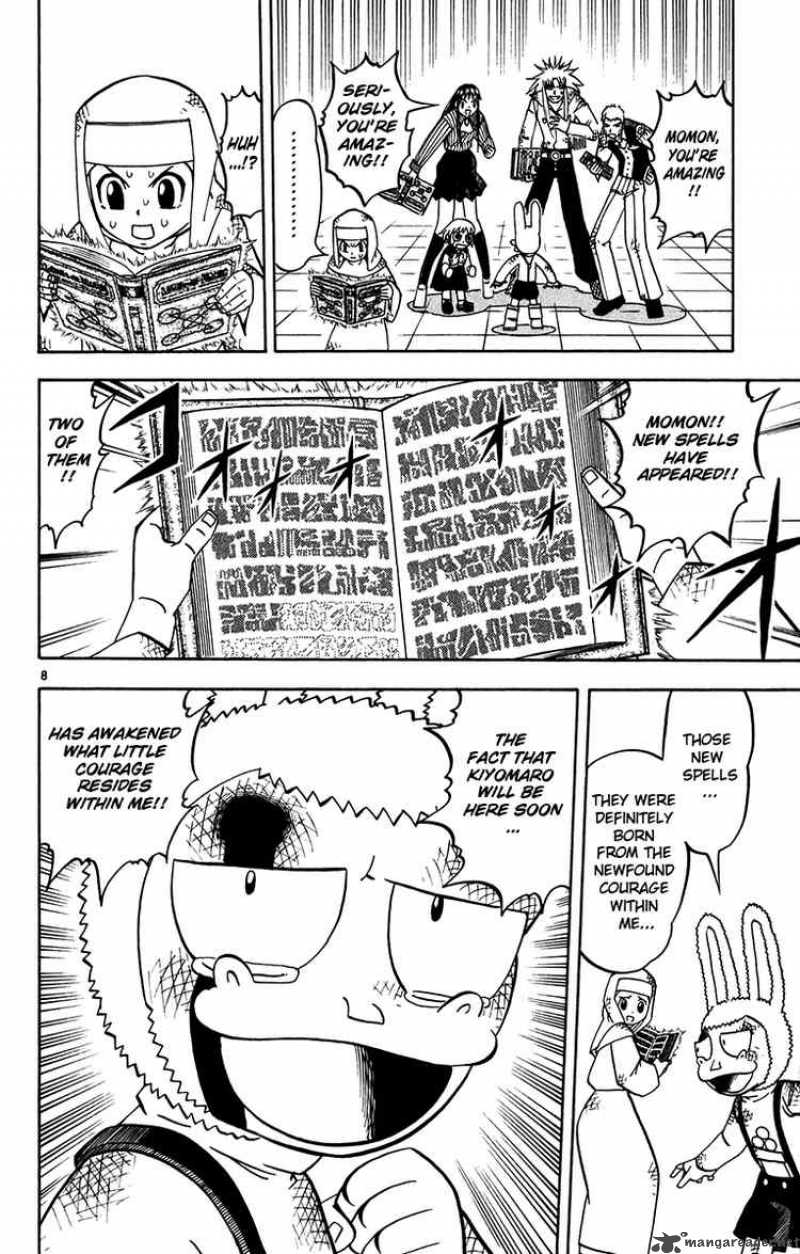 MOMON,
YOU'RE
AMAZING
!!
SERI-
OUSLY,
YOU'RE
AMAZ-
ING!!
.........
HUH
...!?
MOMON!!
NEW SPELLS
HAVE
APPEARED!!
TWO
OF
THEM
!!
8
THOSE
NEW
SPELLS
...
THEY WERE
DEFINITELY
BORN
FROM THE
NEWFOUND
COURAGE
WITHIN
ME...
THE
FACT THAT
KIYOMARO
WILL BE
HERE SOON
...
HAS AWAKENED
WHAT LITTLE
COURAGE
RESIDES
WITHIN ME!!
mangareader.net